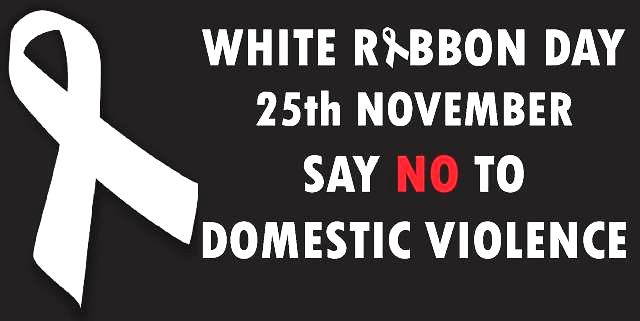 WHITE RIBBON DAY
25th NOVEMBER
SAY NO TO
DOMESTIC VIOLENCE